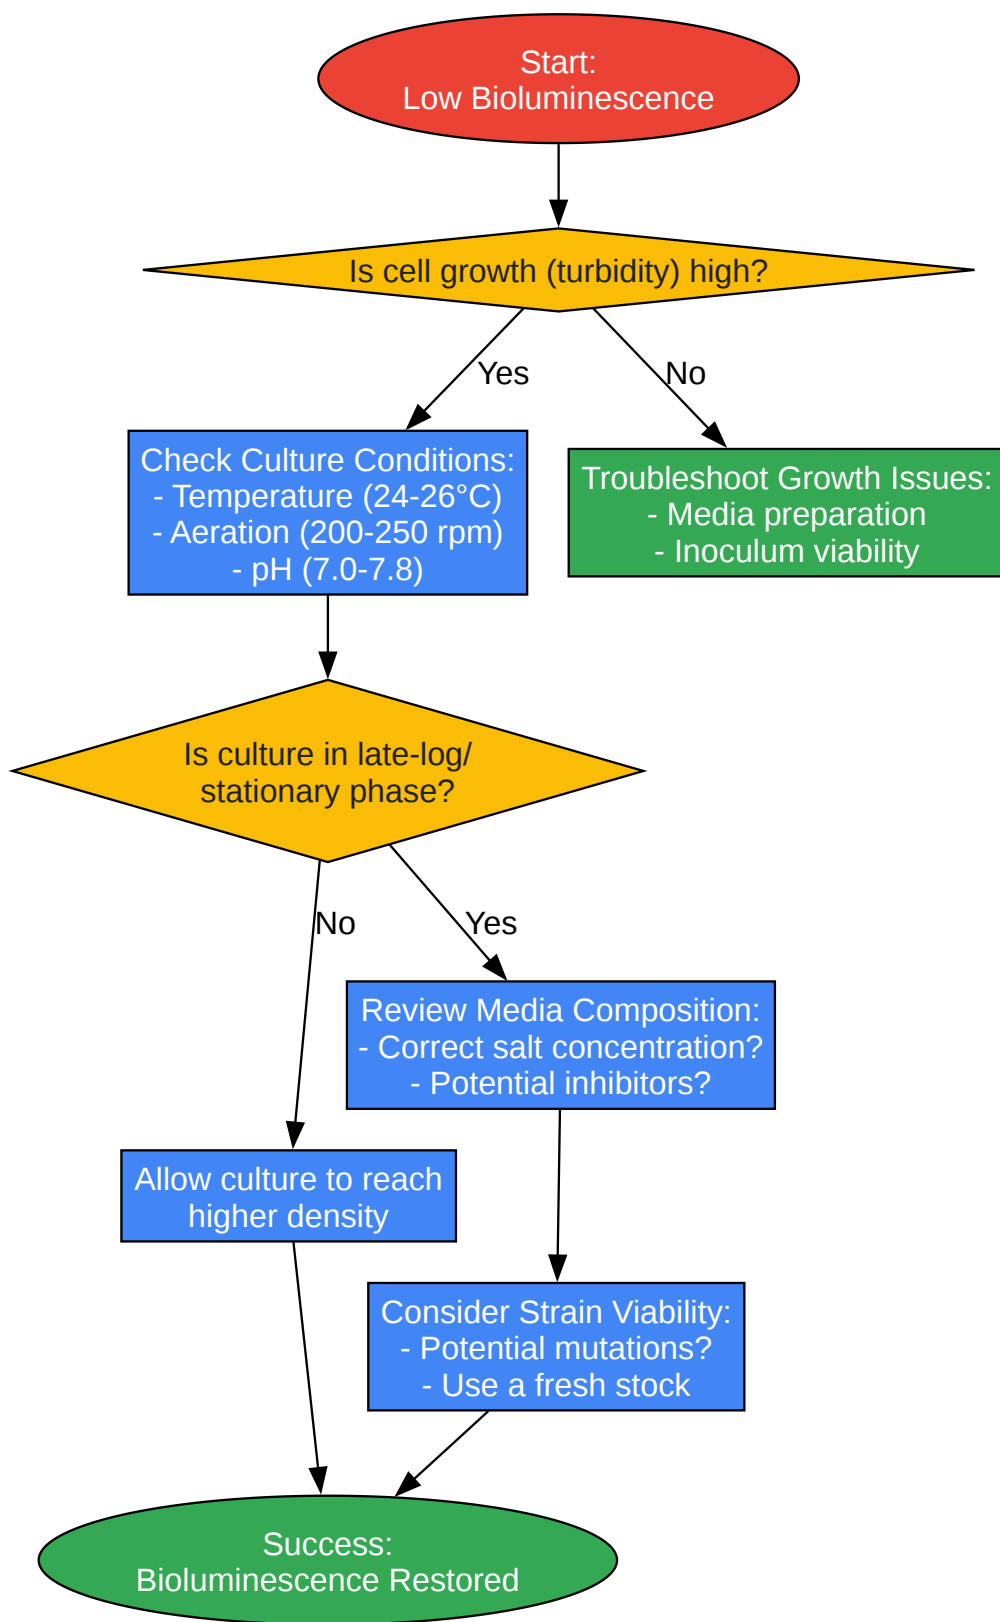 Start:
Low Bioluminescence
Is cell growth (turbidity) high?
Yes
No
Check Culture Conditions:
- Temperature (24-26°C)
- Aeration (200-250 rpm)
- pH (7.0-7.8)
Troubleshoot Growth Issues:
- Media preparation
- Inoculum viability
Is culture in late-log/
stationary phase?
No
Yes
Review Media Composition:
- Correct salt concentration?
- Potential inhibitors?
Allow culture to reach
higher density
Consider Strain Viability:
- Potential mutations?
- Use a fresh stock
Success:
Bioluminescence Restored